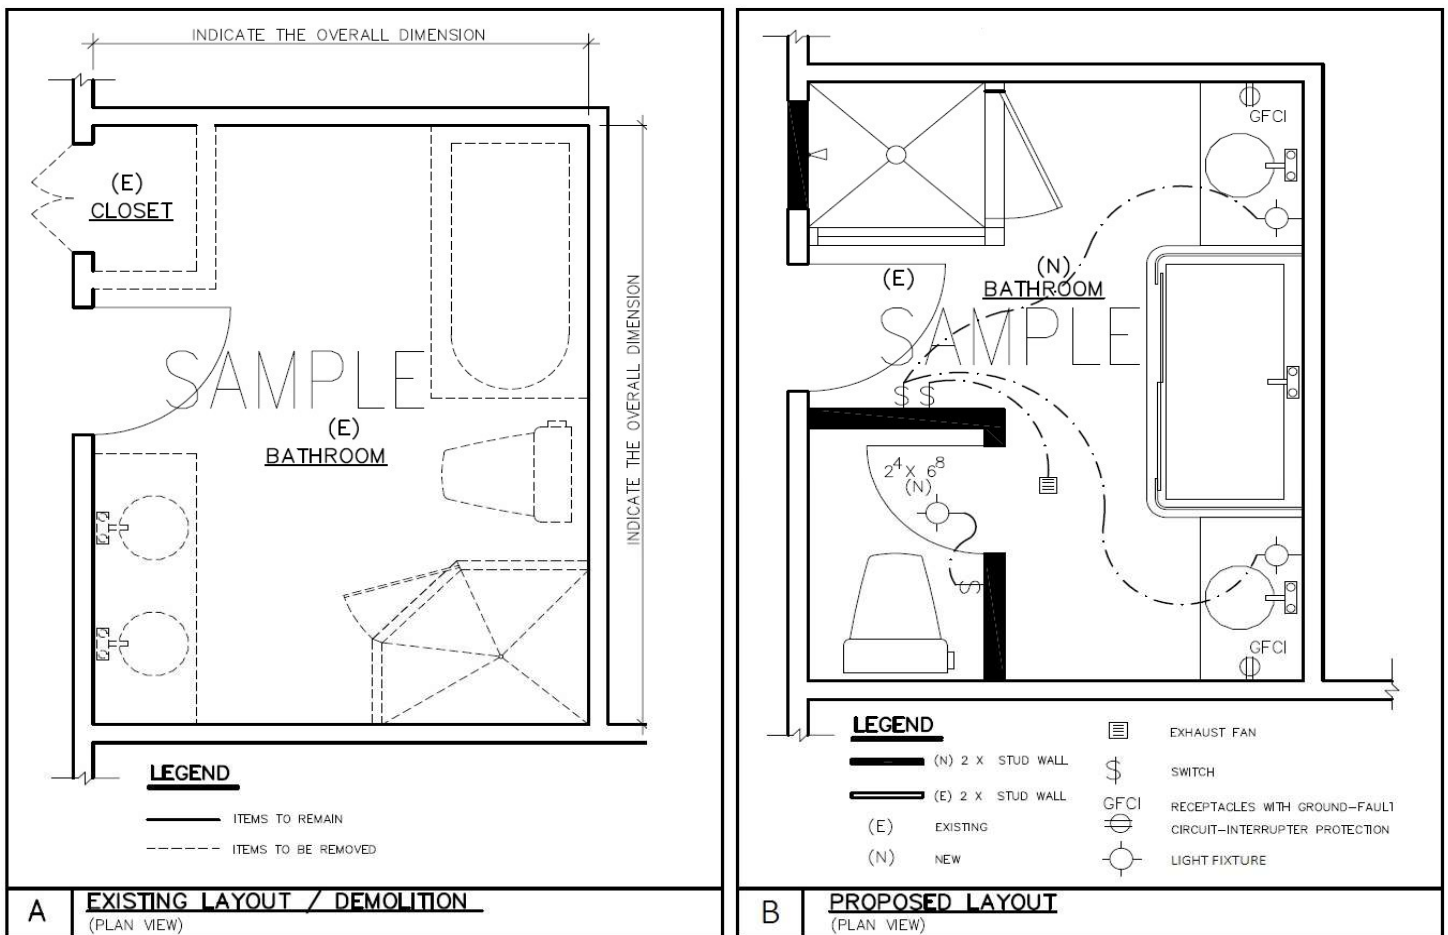 INDICATE THE OVERALL DIMENSION
(E)
CLOSET
INDICATE THE OVERALL DIMENSION
SAMPLE
(E)
BATHROOM
LEGEND
ITEMS TO REMAIN
ITEMS TO BE REMOVED
A
EXISTING LAYOUT / DEMOLITION
(PLAN VIEW)
GFCI
(E)
(N)
BATHROOM
SAMPLE
S S
2⁴ X 6⁸
(N)
S
GFCI
LEGEND
(N) 2 X STUD WALL
(E) 2 X STUD WALL
(E) EXISTING
(N) NEW
EXHAUST FAN
$ SWITCH
GFCI RECEPTACLES WITH GROUND-FAULT
CIRCUIT-INTERRUPTER PROTECTION
LIGHT FIXTURE
B
PROPOSED LAYOUT
(PLAN VIEW)